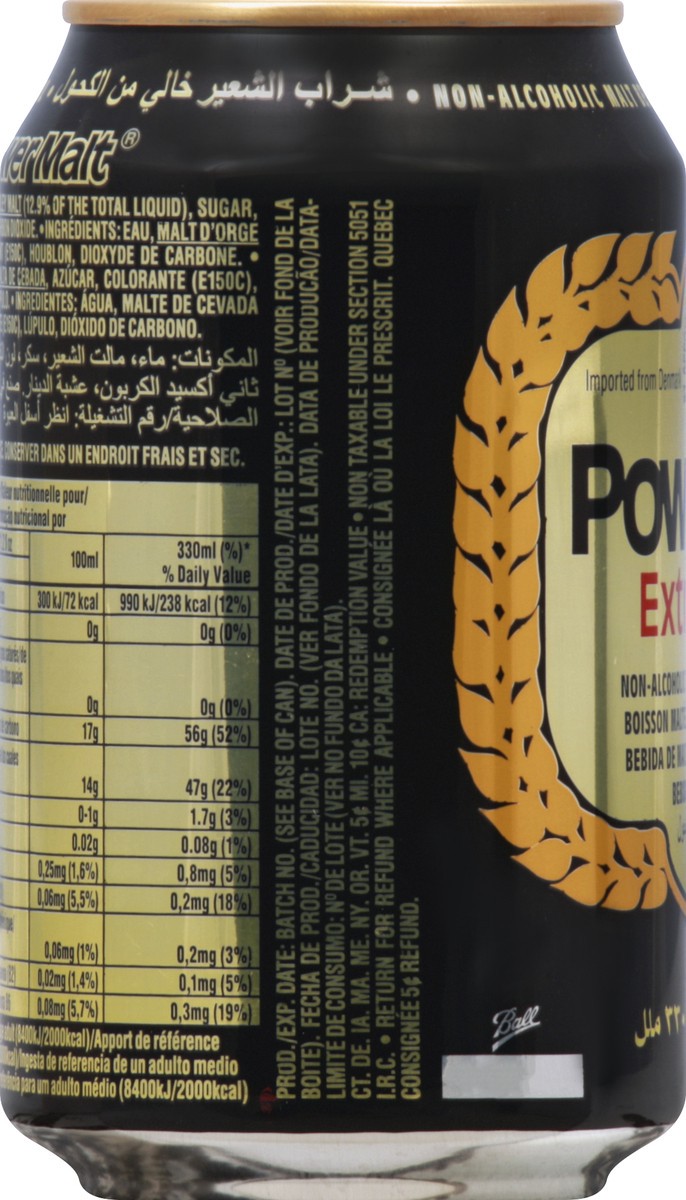 شراب الشعير خالي من الكحول • NON-ALCOHOLIC MALT
Malt®
MALT (12.9% OF THE TOTAL LIQUID), SUGAR,
DIOXIDE. • INGRÉDIENTS: EAU, MALT D'ORGE
HOUBLON, DIOXYDE DE CARBONE. •
DE CEBADA, AZÚCAR, COLORANTE (E150C),
• INGREDIENTES: ÁGUA, MALTE DE CEVADA
LÚPULO, DIÓXIDO DE CARBONO.
المكونات: ماء، مالت الشعير، سكر،
ثاني أكسيد الكربون، عشبة الدينار.
الصلاحية/رقم التشغيلة: انظر أسفل
CONSERVER DANS UN ENDROIT FRAIS ET SEC.
nutritionnelle pour/
nutricional por
100ml 330ml (%)*
% Daily Value
300 kJ/72 kcal 990 kJ/238 kcal (12%)
0g 0g (0%)
0g 0g (0%)
17g 56g (52%)
14g 47g (22%)
0-1g 1.7g (3%)
0.02g 0.08g (1%)
0,25mg (1,6%) 0,8mg (5%)
0,06mg (5,5%) 0,2mg (18%)
0,06mg (1%) 0,2mg (3%)
0,02mg (1,4%) 0,1mg (5%)
0,08mg (5,7%) 0,3mg (19%)
(8400kJ/2000kcal)/Apport de référence
ingesta de referencia de un adulto medio
para um adulto médio (8400kJ/2000kcal)
PROD./EXP. DATE: BATCH NO. (SEE BASE OF CAN). DATE DE PROD./DATE D'EXP.: LOT Nº (VOIR FOND DE LA
BOITE). FECHA DE PROD./CADUCIDAD: LOTE NO. (VER FONDO DE LA LATA). DATA DE PRODUÇÃO/DATA-
LIMITE DE CONSUMO: Nº DE LOTE (VER NO FUNDO DA LATA).
CT. DE. IA. MA. ME. NY. OR. VT. 5¢ MI. 10¢ CA: REDEMPTION VALUE • NON TAXABLE-UNDER SECTION 5051
I.R.C. • RETURN FOR REFUND WHERE APPLICABLE • CONSIGNÉE LÀ OÙ LA LOI LE PRESCRIT. QUEBEC
CONSIGNÉE 5¢ REFUND.
Imported from Denmark
POW
Ext
NON-ALCOHOL
BOISSON MALT
BEBIDA DE MA
BEB
Ball
٣٣٠ ملل